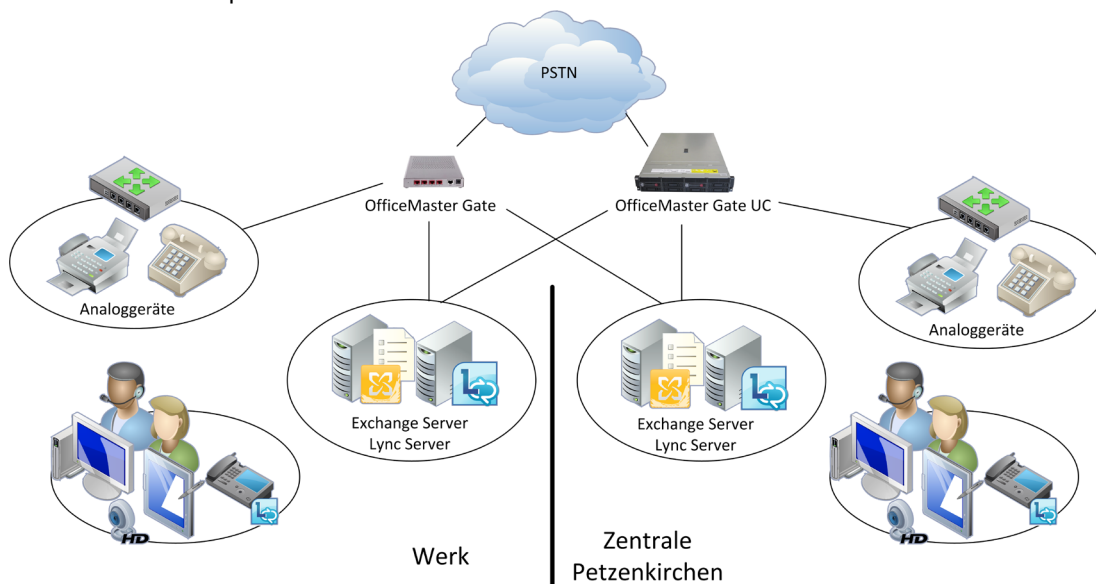 PSTN
OfficeMaster Gate
OfficeMaster Gate UC
Analoggeräte
Analoggeräte
Exchange Server
Lync Server
Exchange Server
Lync Server
HD
HD
Werk
Zentrale
Petzenkirchen